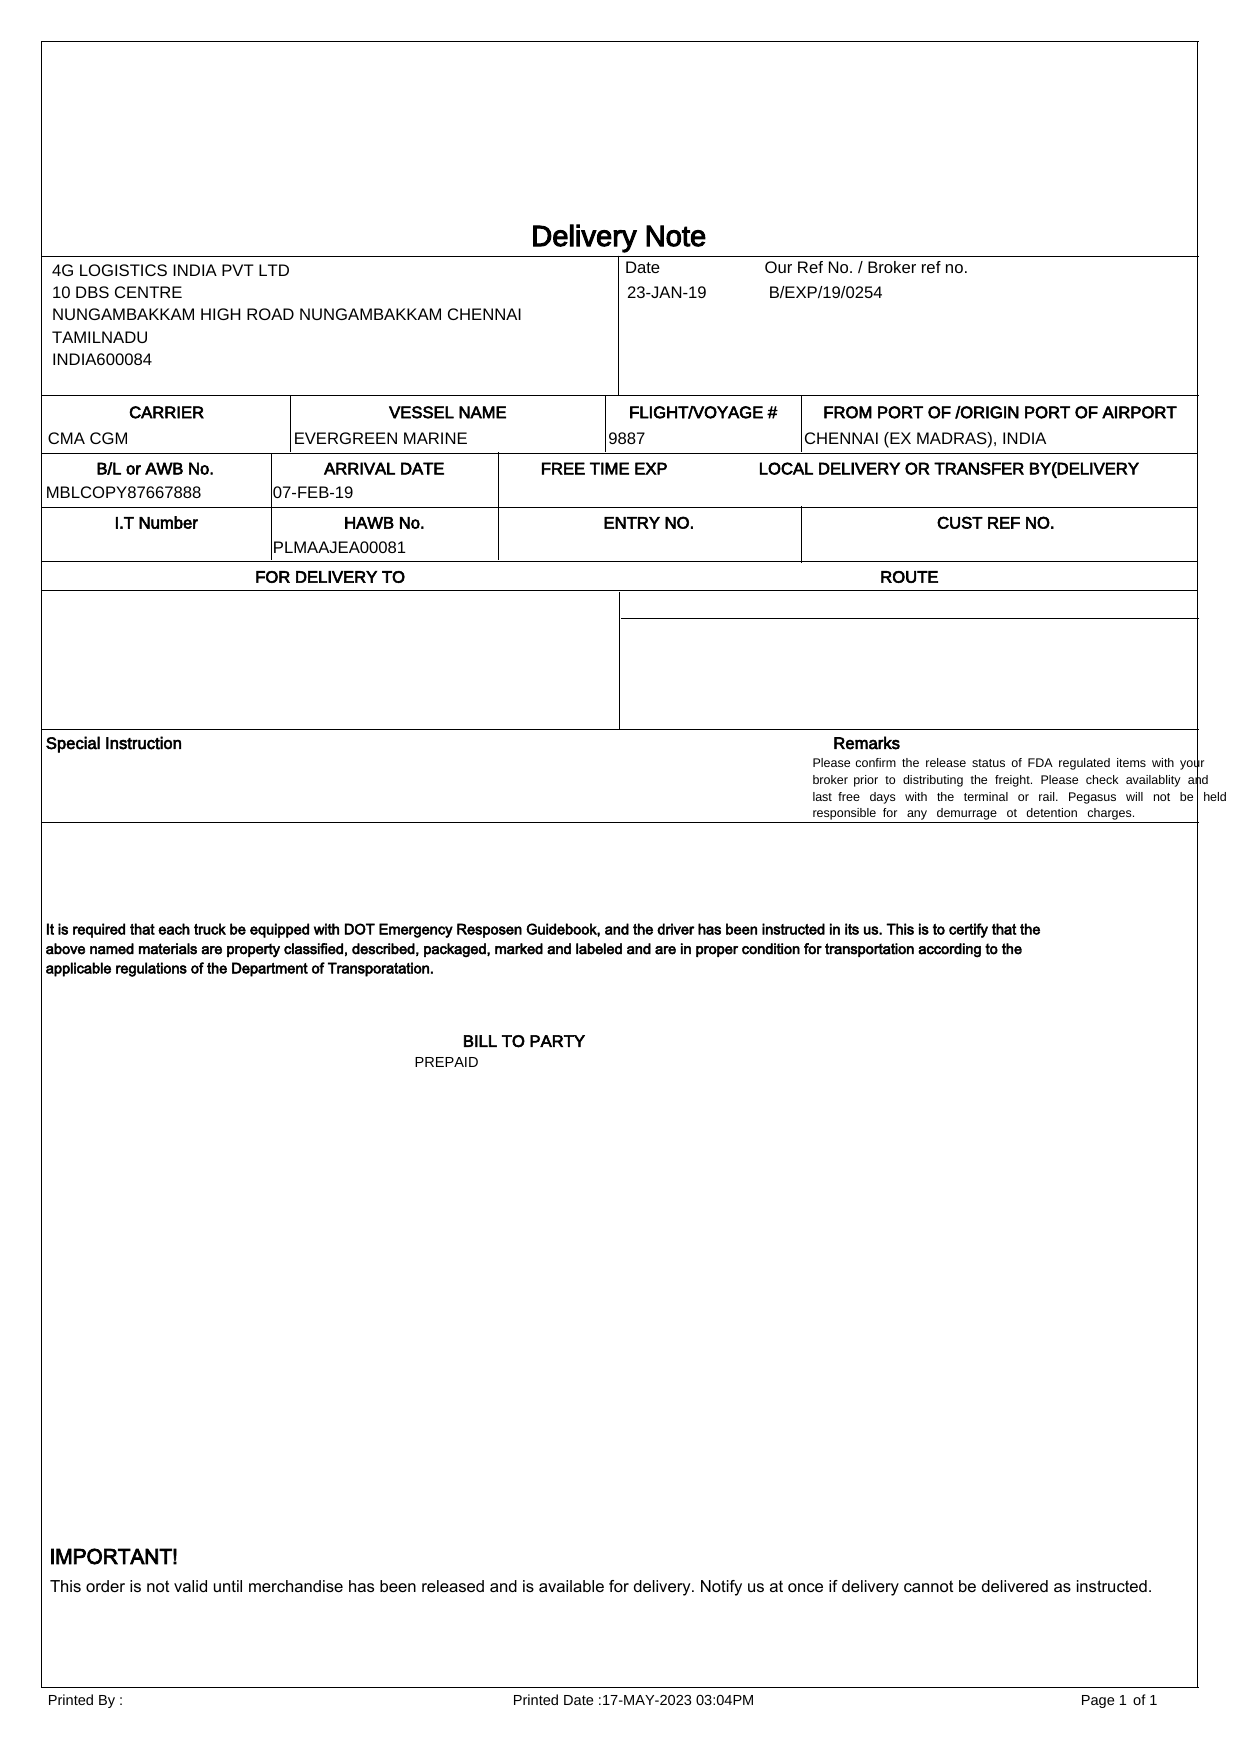 Delivery Note
4G LOGISTICS INDIA PVT LTD
10 DBS CENTRE
NUNGAMBAKKAM HIGH ROAD NUNGAMBAKKAM CHENNAI
TAMILNADU
INDIA600084
Date Our Ref No. / Broker ref no.
23-JAN-19 B/EXP/19/0254
CARRIER VESSEL NAME FLIGHT/VOYAGE # FROM PORT OF /ORIGIN PORT OF AIRPORT
CMA CGM EVERGREEN MARINE 9887 CHENNAI (EX MADRAS), INDIA
B/L or AWB No. ARRIVAL DATE FREE TIME EXP LOCAL DELIVERY OR TRANSFER BY(DELIVERY
MBLCOPY87667888 07-FEB-19
I.T Number HAWB No. ENTRY NO. CUST REF NO.
PLMAAJEA00081
FOR DELIVERY TO ROUTE
Special Instruction Remarks
Please confirm the release status of FDA regulated items with your
broker prior to distributing the freight. Please check availablity and
last free days with the terminal or rail. Pegasus will not be held
responsible for any demurrage ot detention charges.
It is required that each truck be equipped with DOT Emergency Resposen Guidebook, and the driver has been instructed in its us. This is to certify that the
above named materials are property classified, described, packaged, marked and labeled and are in proper condition for transportation according to the
applicable regulations of the Department of Transporatation.
BILL TO PARTY
PREPAID
IMPORTANT!
This order is not valid until merchandise has been released and is available for delivery. Notify us at once if delivery cannot be delivered as instructed.
Printed By : Printed Date :17-MAY-2023 03:04PM Page 1 of 1